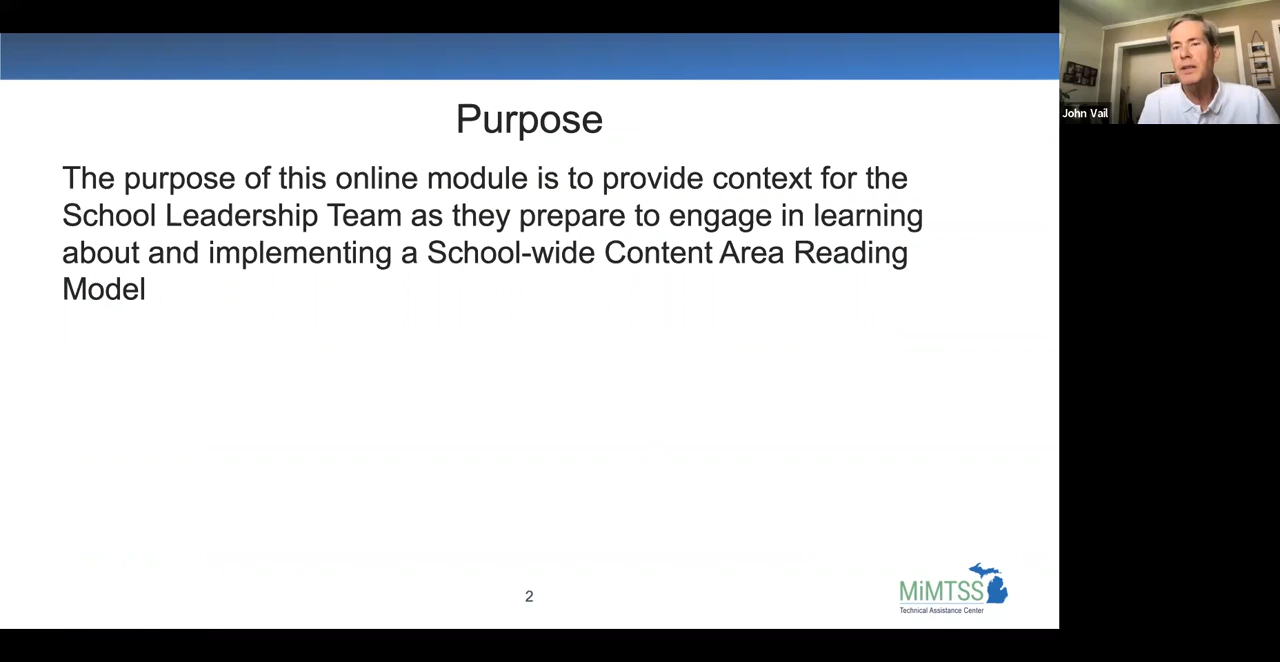 Purpose
The purpose of this online module is to provide context for the
School Leadership Team as they prepare to engage in learning
about and implementing a School-wide Content Area Reading
Model
2
MiMTSS
Technical Assistance Center
John Vail